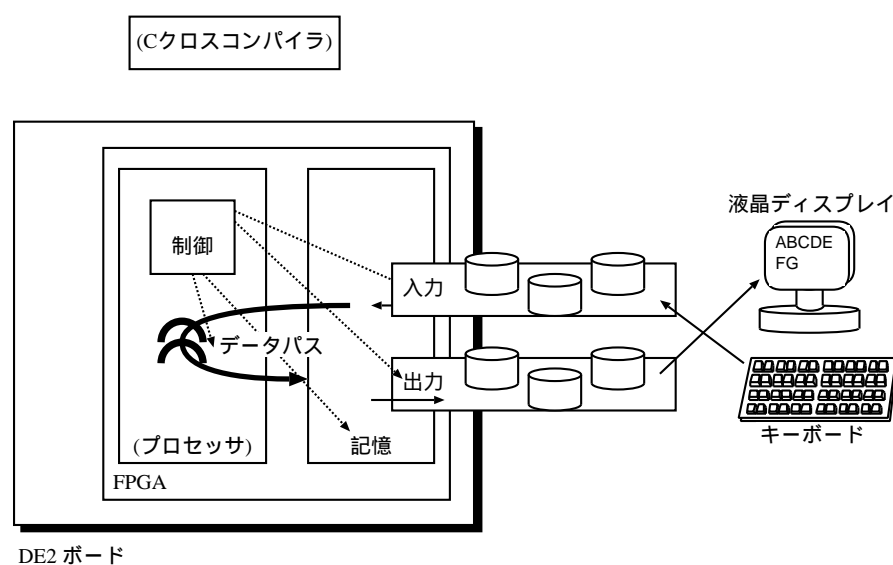 (Cクロスコンパイラ)
液晶ディスプレイ
ABCDE
FG
制御
入力
データパス
出力
キーボード
(プロセッサ)
記憶
FPGA
DE2 ボード